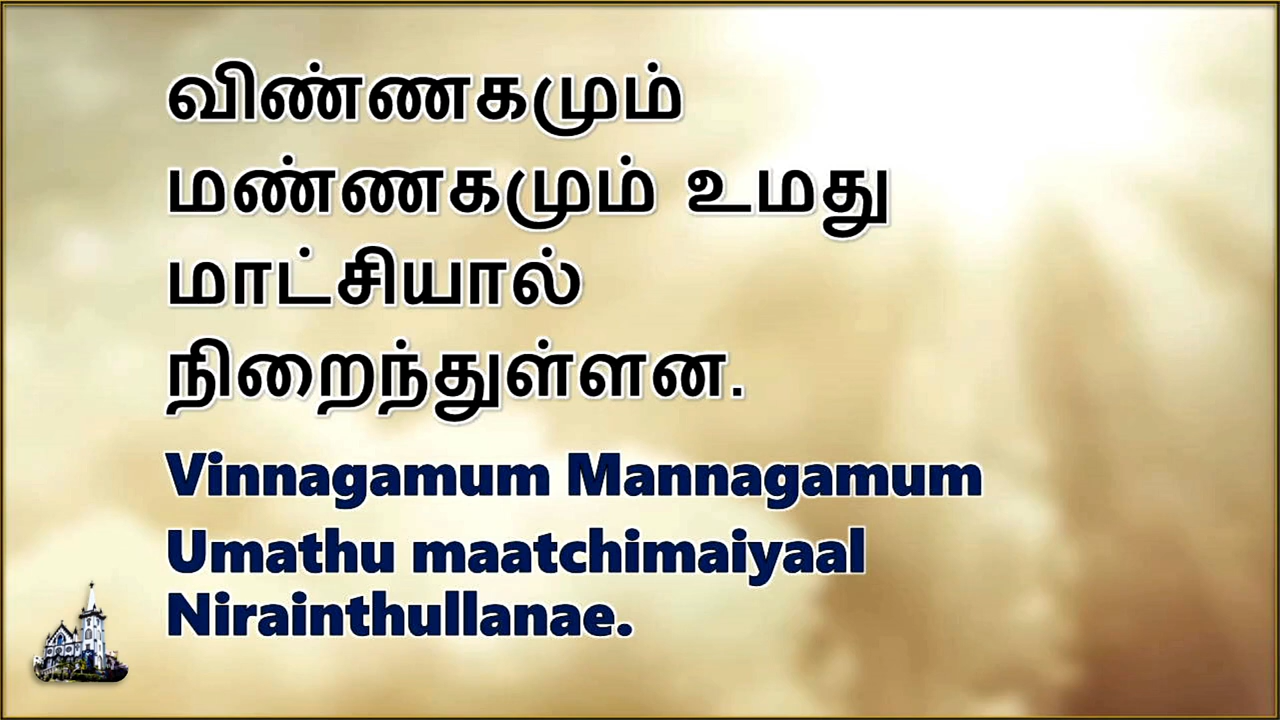 விண்ணகமும்
மண்ணகமும் உமது
மாட்சியால்
நிறைந்துள்ளன.
Vinnagamum Mannagamum
Umathu maatchimaiyaal
Nirainthullanae.